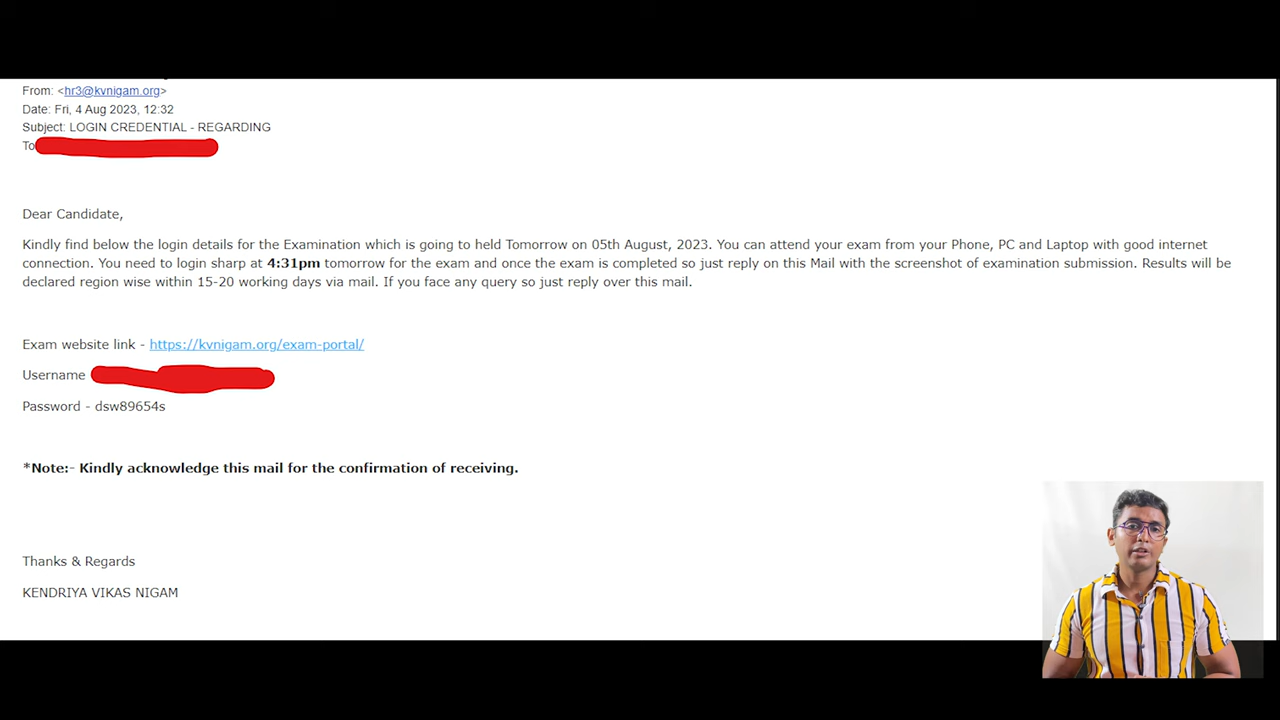 From: <hr3@kvnigam.org>
Date: Fri, 4 Aug 2023, 12:32
Subject: LOGIN CREDENTIAL - REGARDING
To
Dear Candidate,
Kindly find below the login details for the Examination which is going to held Tomorrow on 05th August, 2023. You can attend your exam from your Phone, PC and Laptop with good internet
connection. You need to login sharp at 4:31pm tomorrow for the exam and once the exam is completed so just reply on this Mail with the screenshot of examination submission. Results will be
declared region wise within 15-20 working days via mail. If you face any query so just reply over this mail.
Exam website link - https://kvnigam.org/exam-portal/
Username
Password - dsw89654s
*Note:- Kindly acknowledge this mail for the confirmation of receiving.
Thanks & Regards
KENDRIYA VIKAS NIGAM